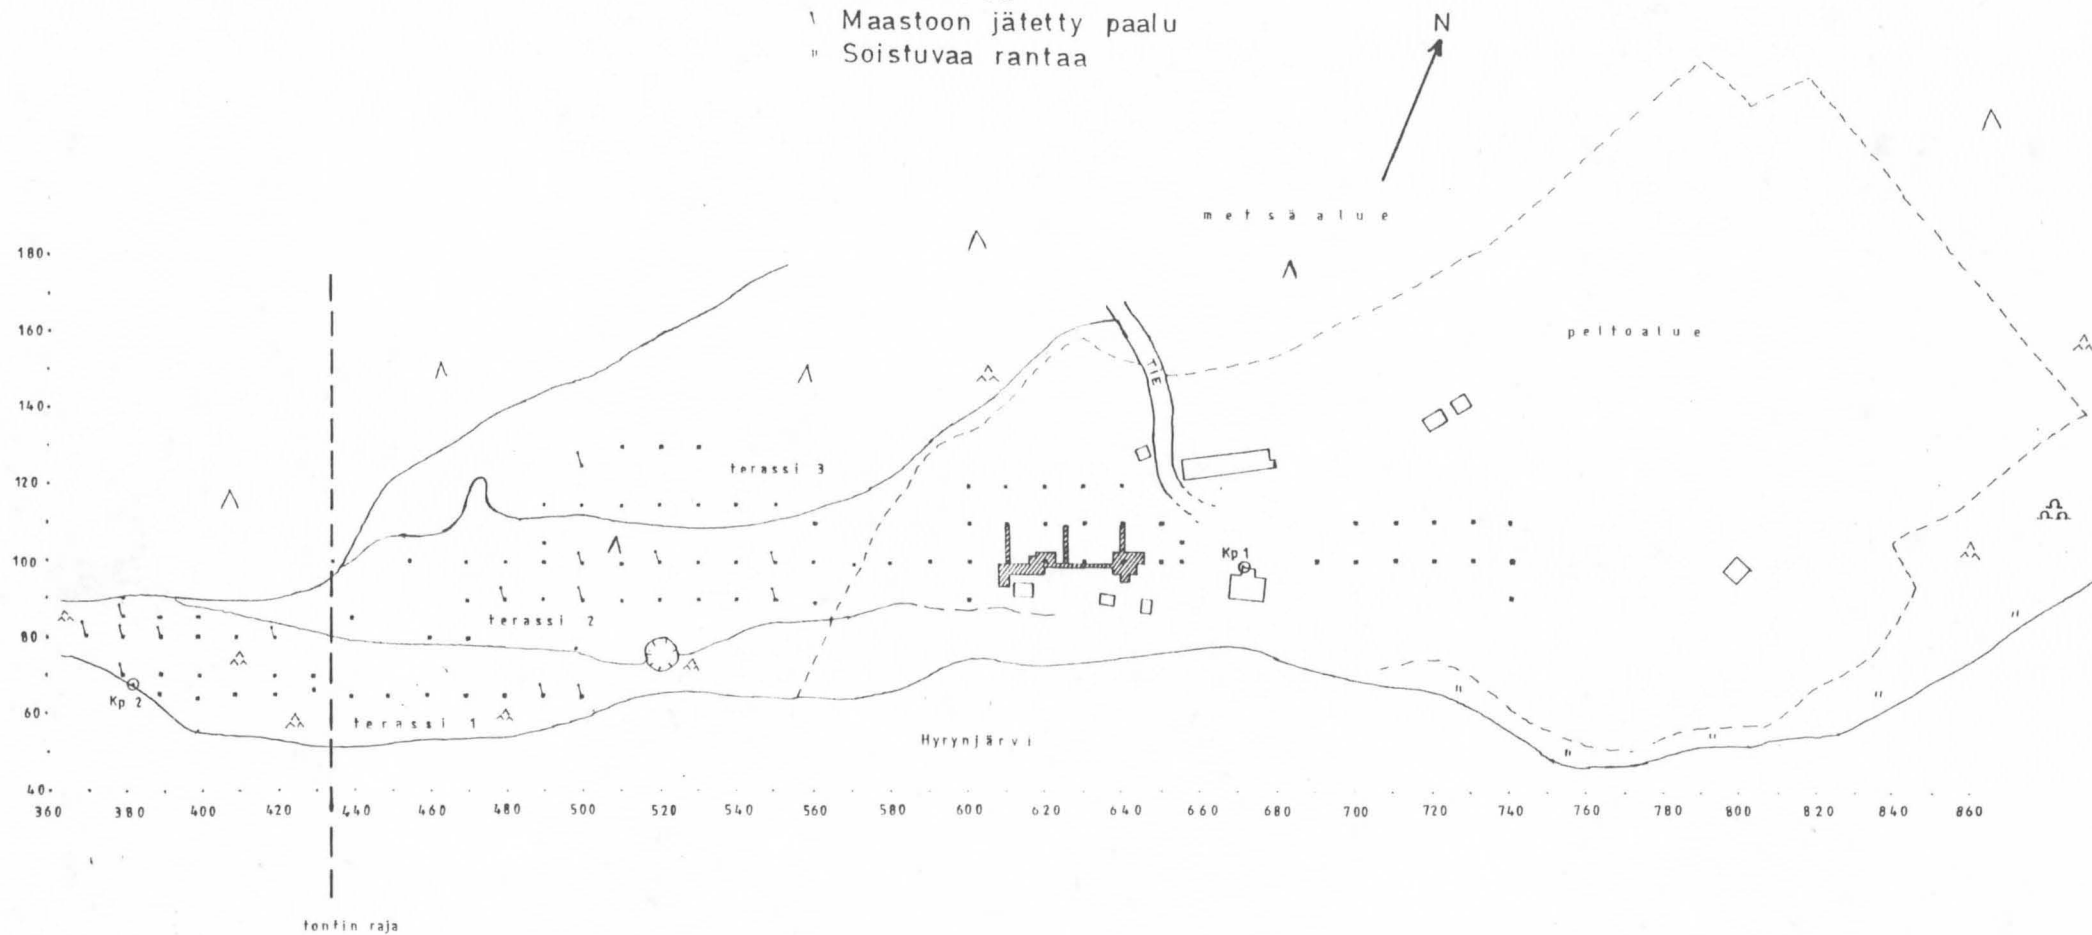 \ Maastoon jätetty paalu
" Soistuvaa rantaa
N
metsäalue
180
160
TIE
peltoalue
140
terassi 3
120
100
Kp 1
terassi 2
80
Kp 2
60
terassi 1
Hyrynjärvi
40
360 380 400 420 440 460 480 500 520 540 560 580 600 620 640 660 680 700 720 740 760 780 800 820 840 860
tontin raja